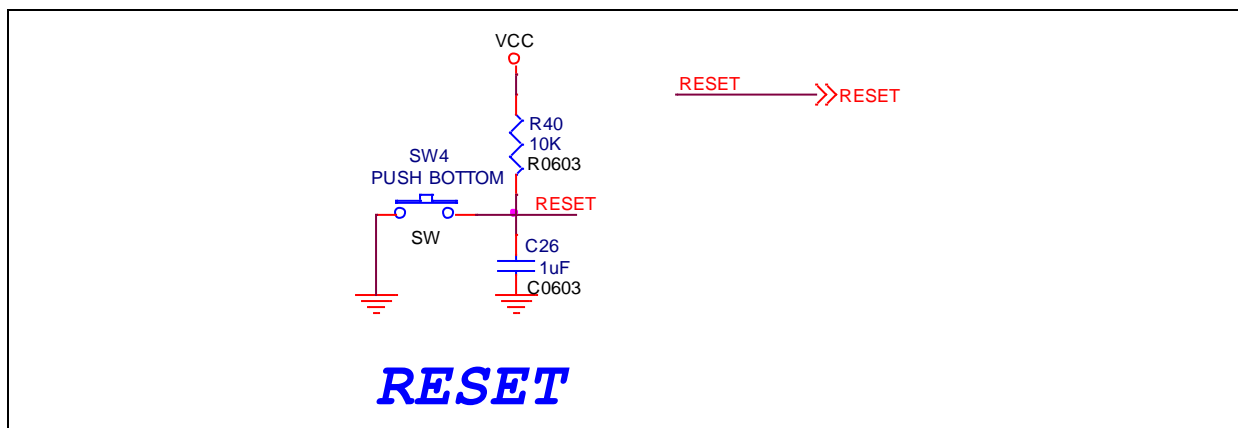 VCC
RESET
RESET
R40
10K
R0603
SW4
PUSH BOTTOM
RESET
SW
C26
1uF
C0603
RESET